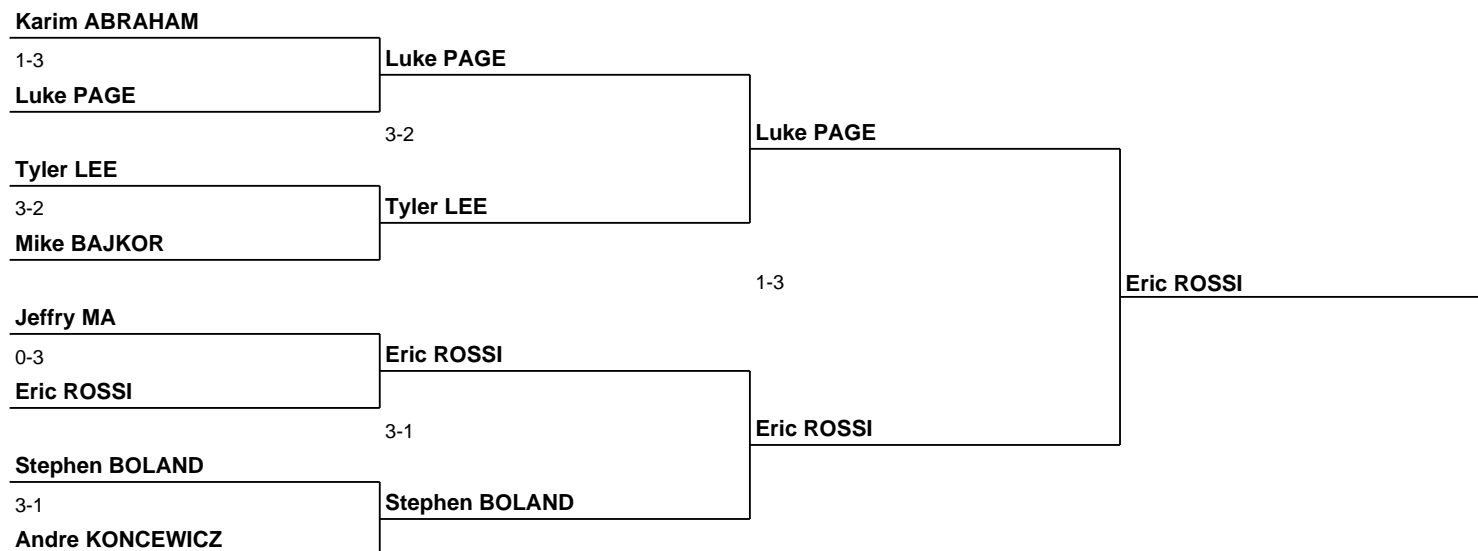 Karim ABRAHAM
1-3
Luke PAGE
Luke PAGE
3-2
Luke PAGE
Tyler LEE
3-2
Tyler LEE
Mike BAJKOR
1-3
Eric ROSSI
Jeffry MA
0-3
Eric ROSSI
Eric ROSSI
3-1
Eric ROSSI
Stephen BOLAND
3-1
Stephen BOLAND
Andre KONCEWICZ